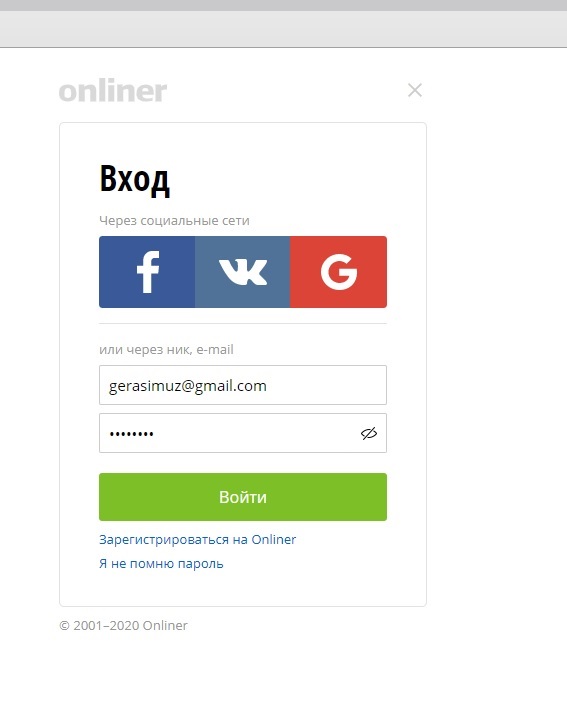 onliner
Вход
Через социальные сети
или через ник, e-mail
gerasimuz@gmail.com
••••••••
Войти
Зарегистрироваться на Onliner
Я не помню пароль
© 2001–2020 Onliner